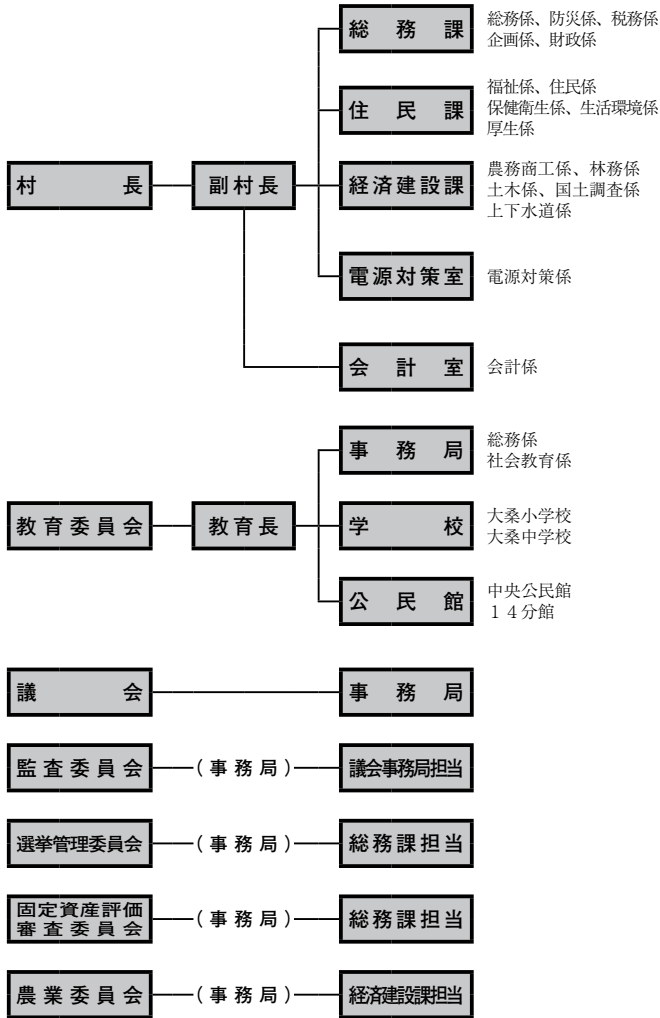 総務課
総務係、防災係、税務係
企画係、財政係
住民課
福祉係、住民係
保健衛生係、生活環境係
厚生係
村長
副村長
経済建設課
農務商工係、林務係
土木係、国土調査係
上下水道係
電源対策室
電源対策係
会計室
会計係
事務局
総務係
社会教育係
教育委員会
教育長
学校
大桑小学校
大桑中学校
公民館
中央公民館
１４分館
議会
事務局
監査委員会
(事務局)
議会事務局担当
選挙管理委員会
(事務局)
総務課担当
固定資産評価
審査委員会
(事務局)
総務課担当
農業委員会
(事務局)
経済建設課担当